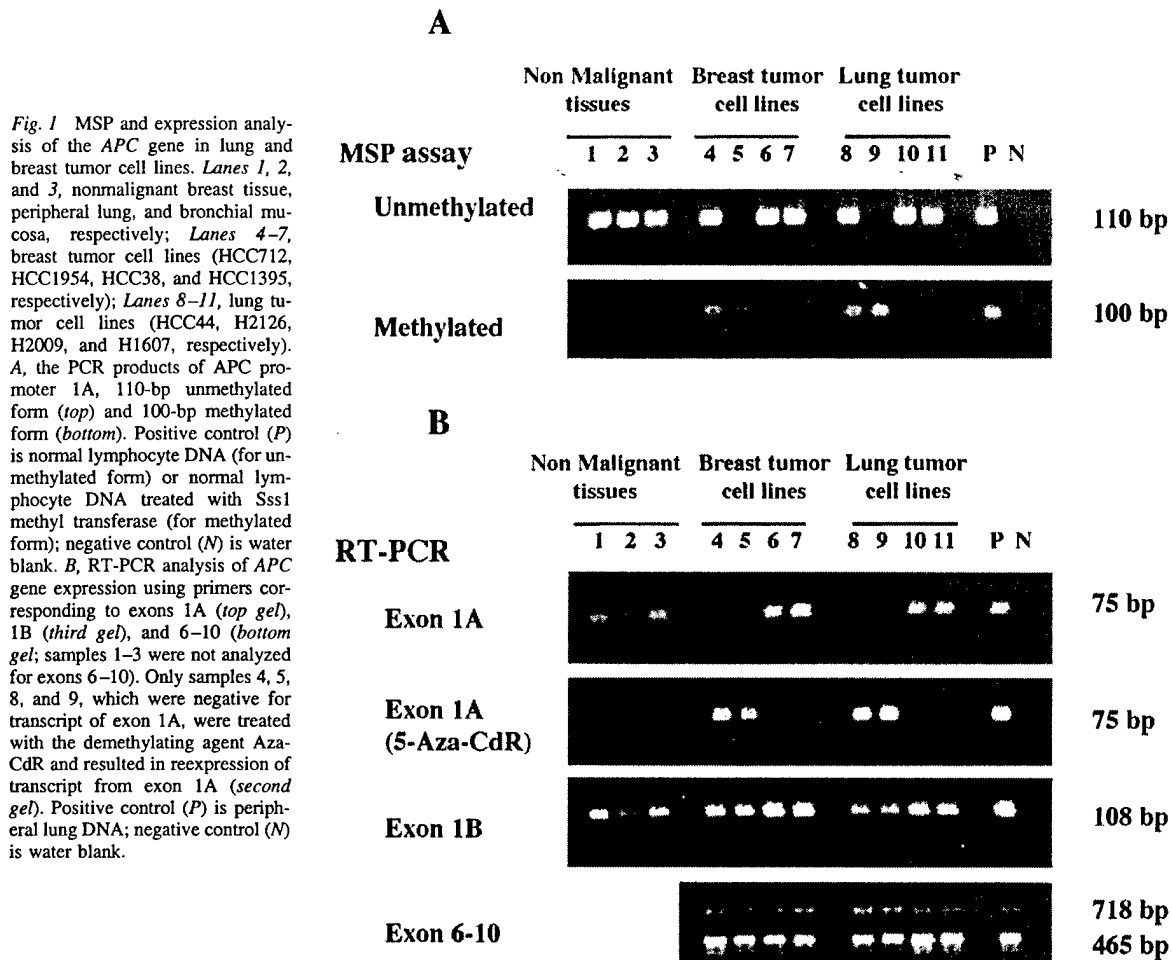 Fig. 1 MSP and expression analy-
sis of the APC gene in lung and
breast tumor cell lines. Lanes 1, 2,
and 3, nonmalignant breast tissue,
peripheral lung, and bronchial mu-
cosa, respectively; Lanes 4–7,
breast tumor cell lines (HCC712,
HCC1954, HCC38, and HCC1395,
respectively); Lanes 8–11, lung tu-
mor cell lines (HCC44, H2126,
H2009, and H1607, respectively).
A, the PCR products of APC pro-
moter 1A, 110-bp unmethylated
form (top) and 100-bp methylated
form (bottom). Positive control (P)
is normal lymphocyte DNA (for un-
methylated form) or normal lym-
phocyte DNA treated with Sss1
methyl transferase (for methylated
form); negative control (N) is water
blank. B, RT-PCR analysis of APC
gene expression using primers cor-
responding to exons 1A (top gel),
1B (third gel), and 6–10 (bottom
gel; samples 1–3 were not analyzed
for exons 6–10). Only samples 4, 5,
8, and 9, which were negative for
transcript of exon 1A, were treated
with the demethylating agent Aza-
CdR and resulted in reexpression of
transcript from exon 1A (second
gel). Positive control (P) is periph-
eral lung DNA; negative control (N)
is water blank.
A
Non Malignant Breast tumor Lung tumor
tissues cell lines cell lines
MSP assay 1 2 3 4 5 6 7 8 9 10 11 P N
Unmethylated 110 bp
Methylated 100 bp
B
Non Malignant Breast tumor Lung tumor
tissues cell lines cell lines
RT-PCR 1 2 3 4 5 6 7 8 9 10 11 P N
Exon 1A 75 bp
Exon 1A
(5-Aza-CdR) 75 bp
Exon 1B 108 bp
718 bp
Exon 6-10 465 bp